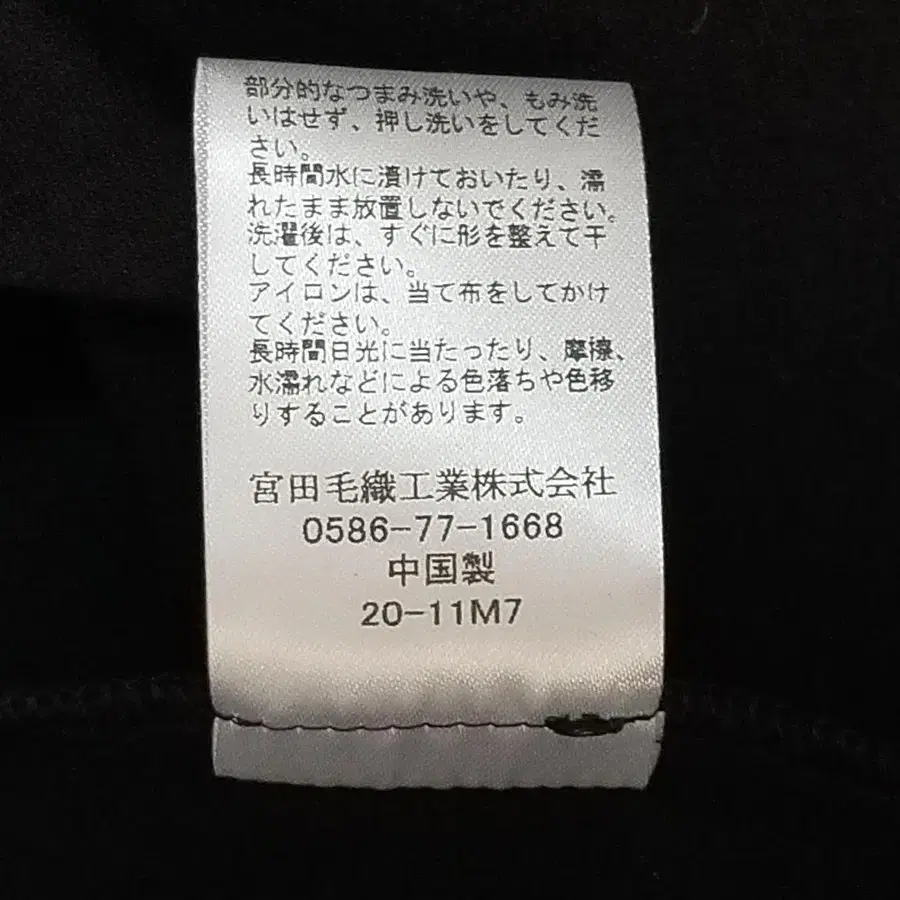 部分的なつまみ洗いや、もみ洗
いはせず、押し洗いをしてくだ
さい。
長時間水に漬けておいたり、濡
れたまま放置しないでください。
洗濯後は、すぐに形を整えて干
してください。
アイロンは、当て布をしてかけ
てください。
長時間日光に当たったり、摩擦、
水濡れなどによる色落ちや色移
りすることがあります。
宮田毛織工業株式会社
0586-77-1668
中国製
20-11M7